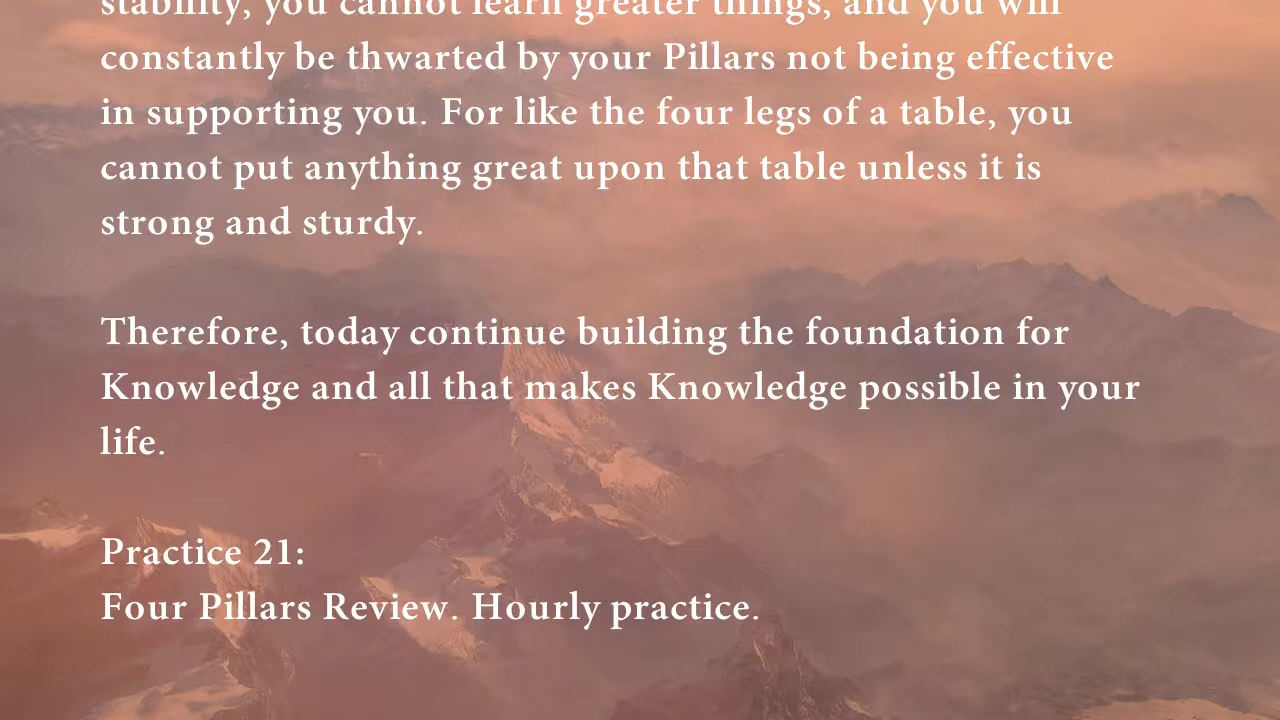 stability, you cannot learn greater things, and you will
constantly be thwarted by your Pillars not being effective
in supporting you. For like the four legs of a table, you
cannot put anything great upon that table unless it is
strong and sturdy.
Therefore, today continue building the foundation for
Knowledge and all that makes Knowledge possible in your
life.
Practice 21:
Four Pillars Review. Hourly practice.